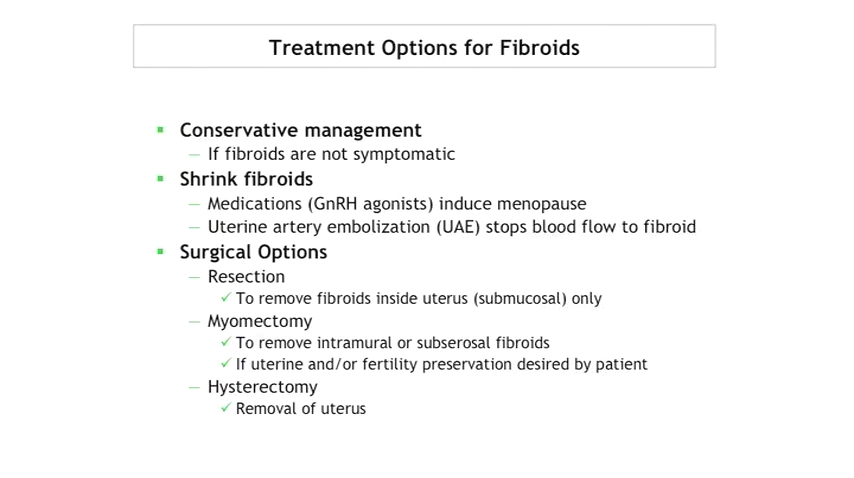 Treatment Options for Fibroids
▪ Conservative management
– If fibroids are not symptomatic
▪ Shrink fibroids
– Medications (GnRH agonists) induce menopause
– Uterine artery embolization (UAE) stops blood flow to fibroid
▪ Surgical Options
– Resection
✓ To remove fibroids inside uterus (submucosal) only
– Myomectomy
✓ To remove intramural or subserosal fibroids
✓ If uterine and/or fertility preservation desired by patient
– Hysterectomy
✓ Removal of uterus